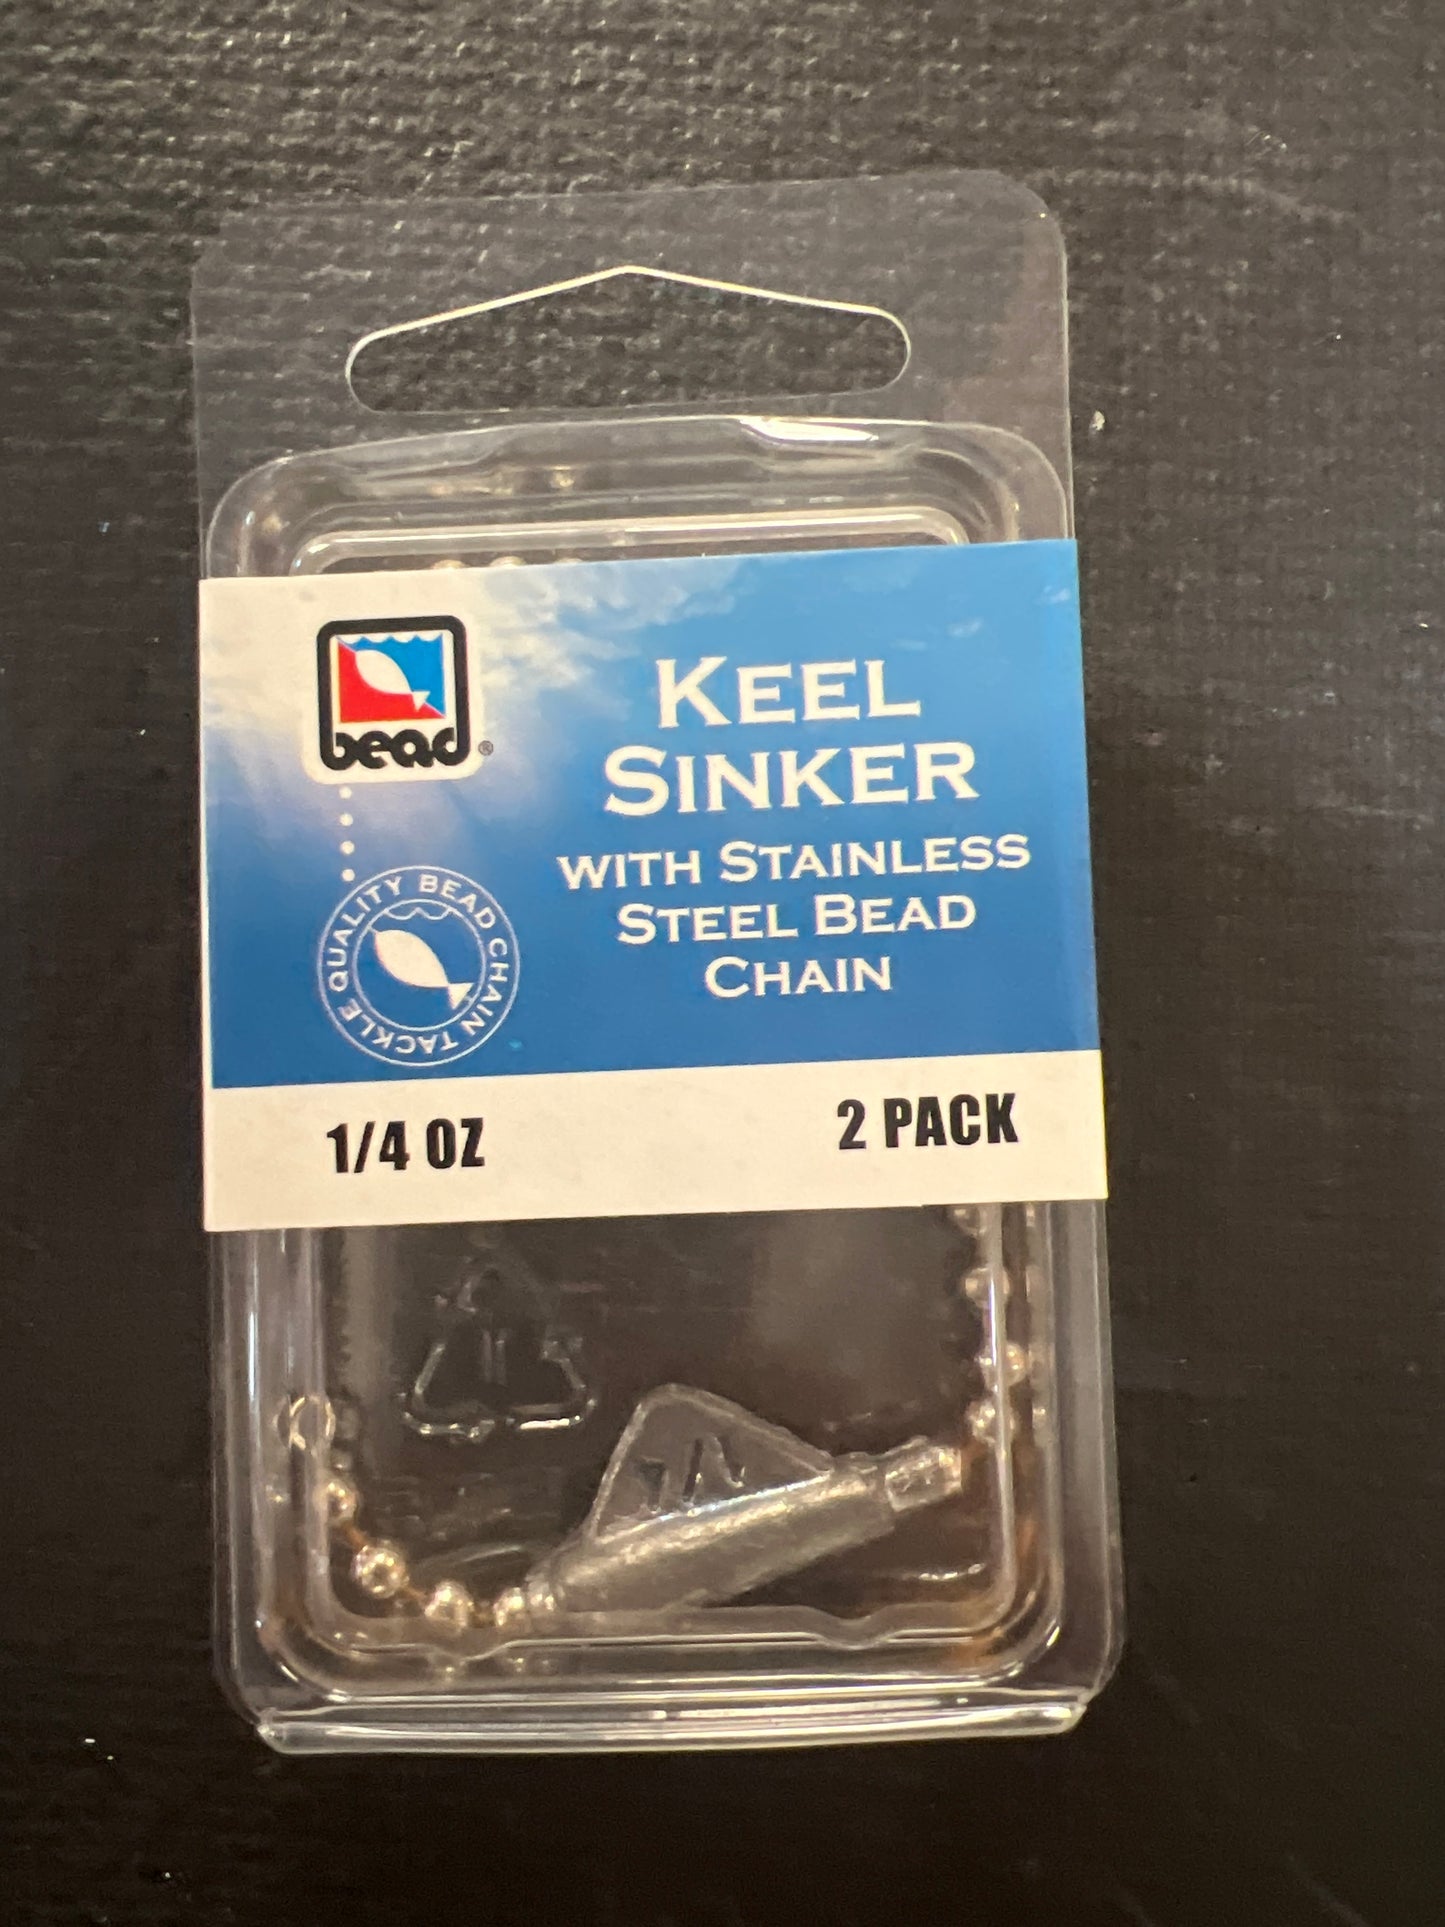 bead®
KEEL
SINKER
WITH STAINLESS
STEEL BEAD
CHAIN
QUALITY BEAD CHAIN TACKLE
1/4 OZ
2 PACK